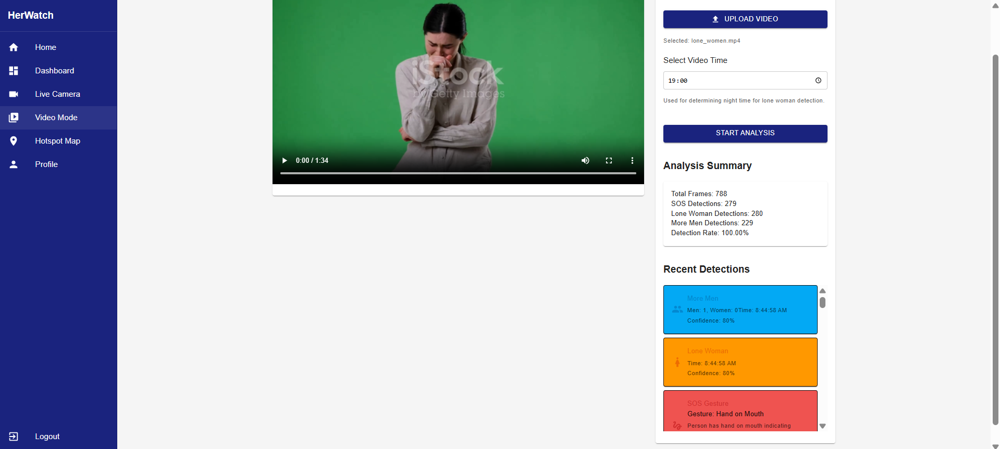 HerWatch
Home
Dashboard
Live Camera
Video Mode
Hotspot Map
Profile
Logout
iStock
by Getty Images
0:00 / 1:34
UPLOAD VIDEO
Selected: lone_women.mp4
Select Video Time
19:00
Used for determining night time for lone woman detection.
START ANALYSIS
Analysis Summary
Total Frames: 788
SOS Detections: 279
Lone Woman Detections: 280
More Men Detections: 229
Detection Rate: 100.00%
Recent Detections
More Men
Men: 1, Women: 0Time: 8:44:58 AM
Confidence: 80%
Lone Woman
Time: 8:44:58 AM
Confidence: 80%
SOS Gesture
Gesture: Hand on Mouth
Person has hand on mouth indicating